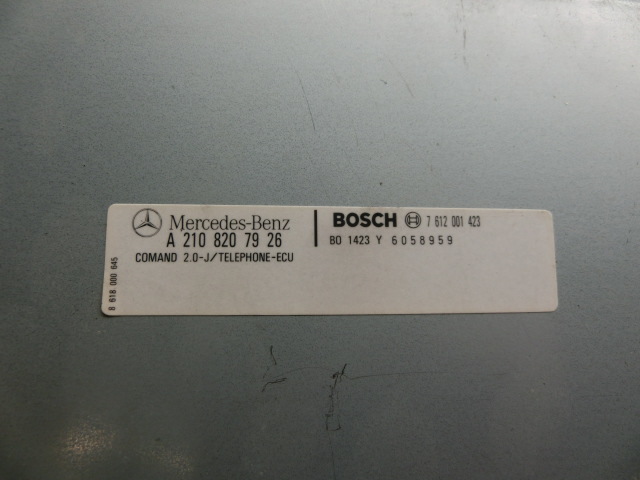 Mercedes-Benz
A 210 820 79 26
COMAND 2.0-J/TELEPHONE-ECU
BOSCH 7 612 001 423
BO 1423 Y 6058959
8 618 000 645